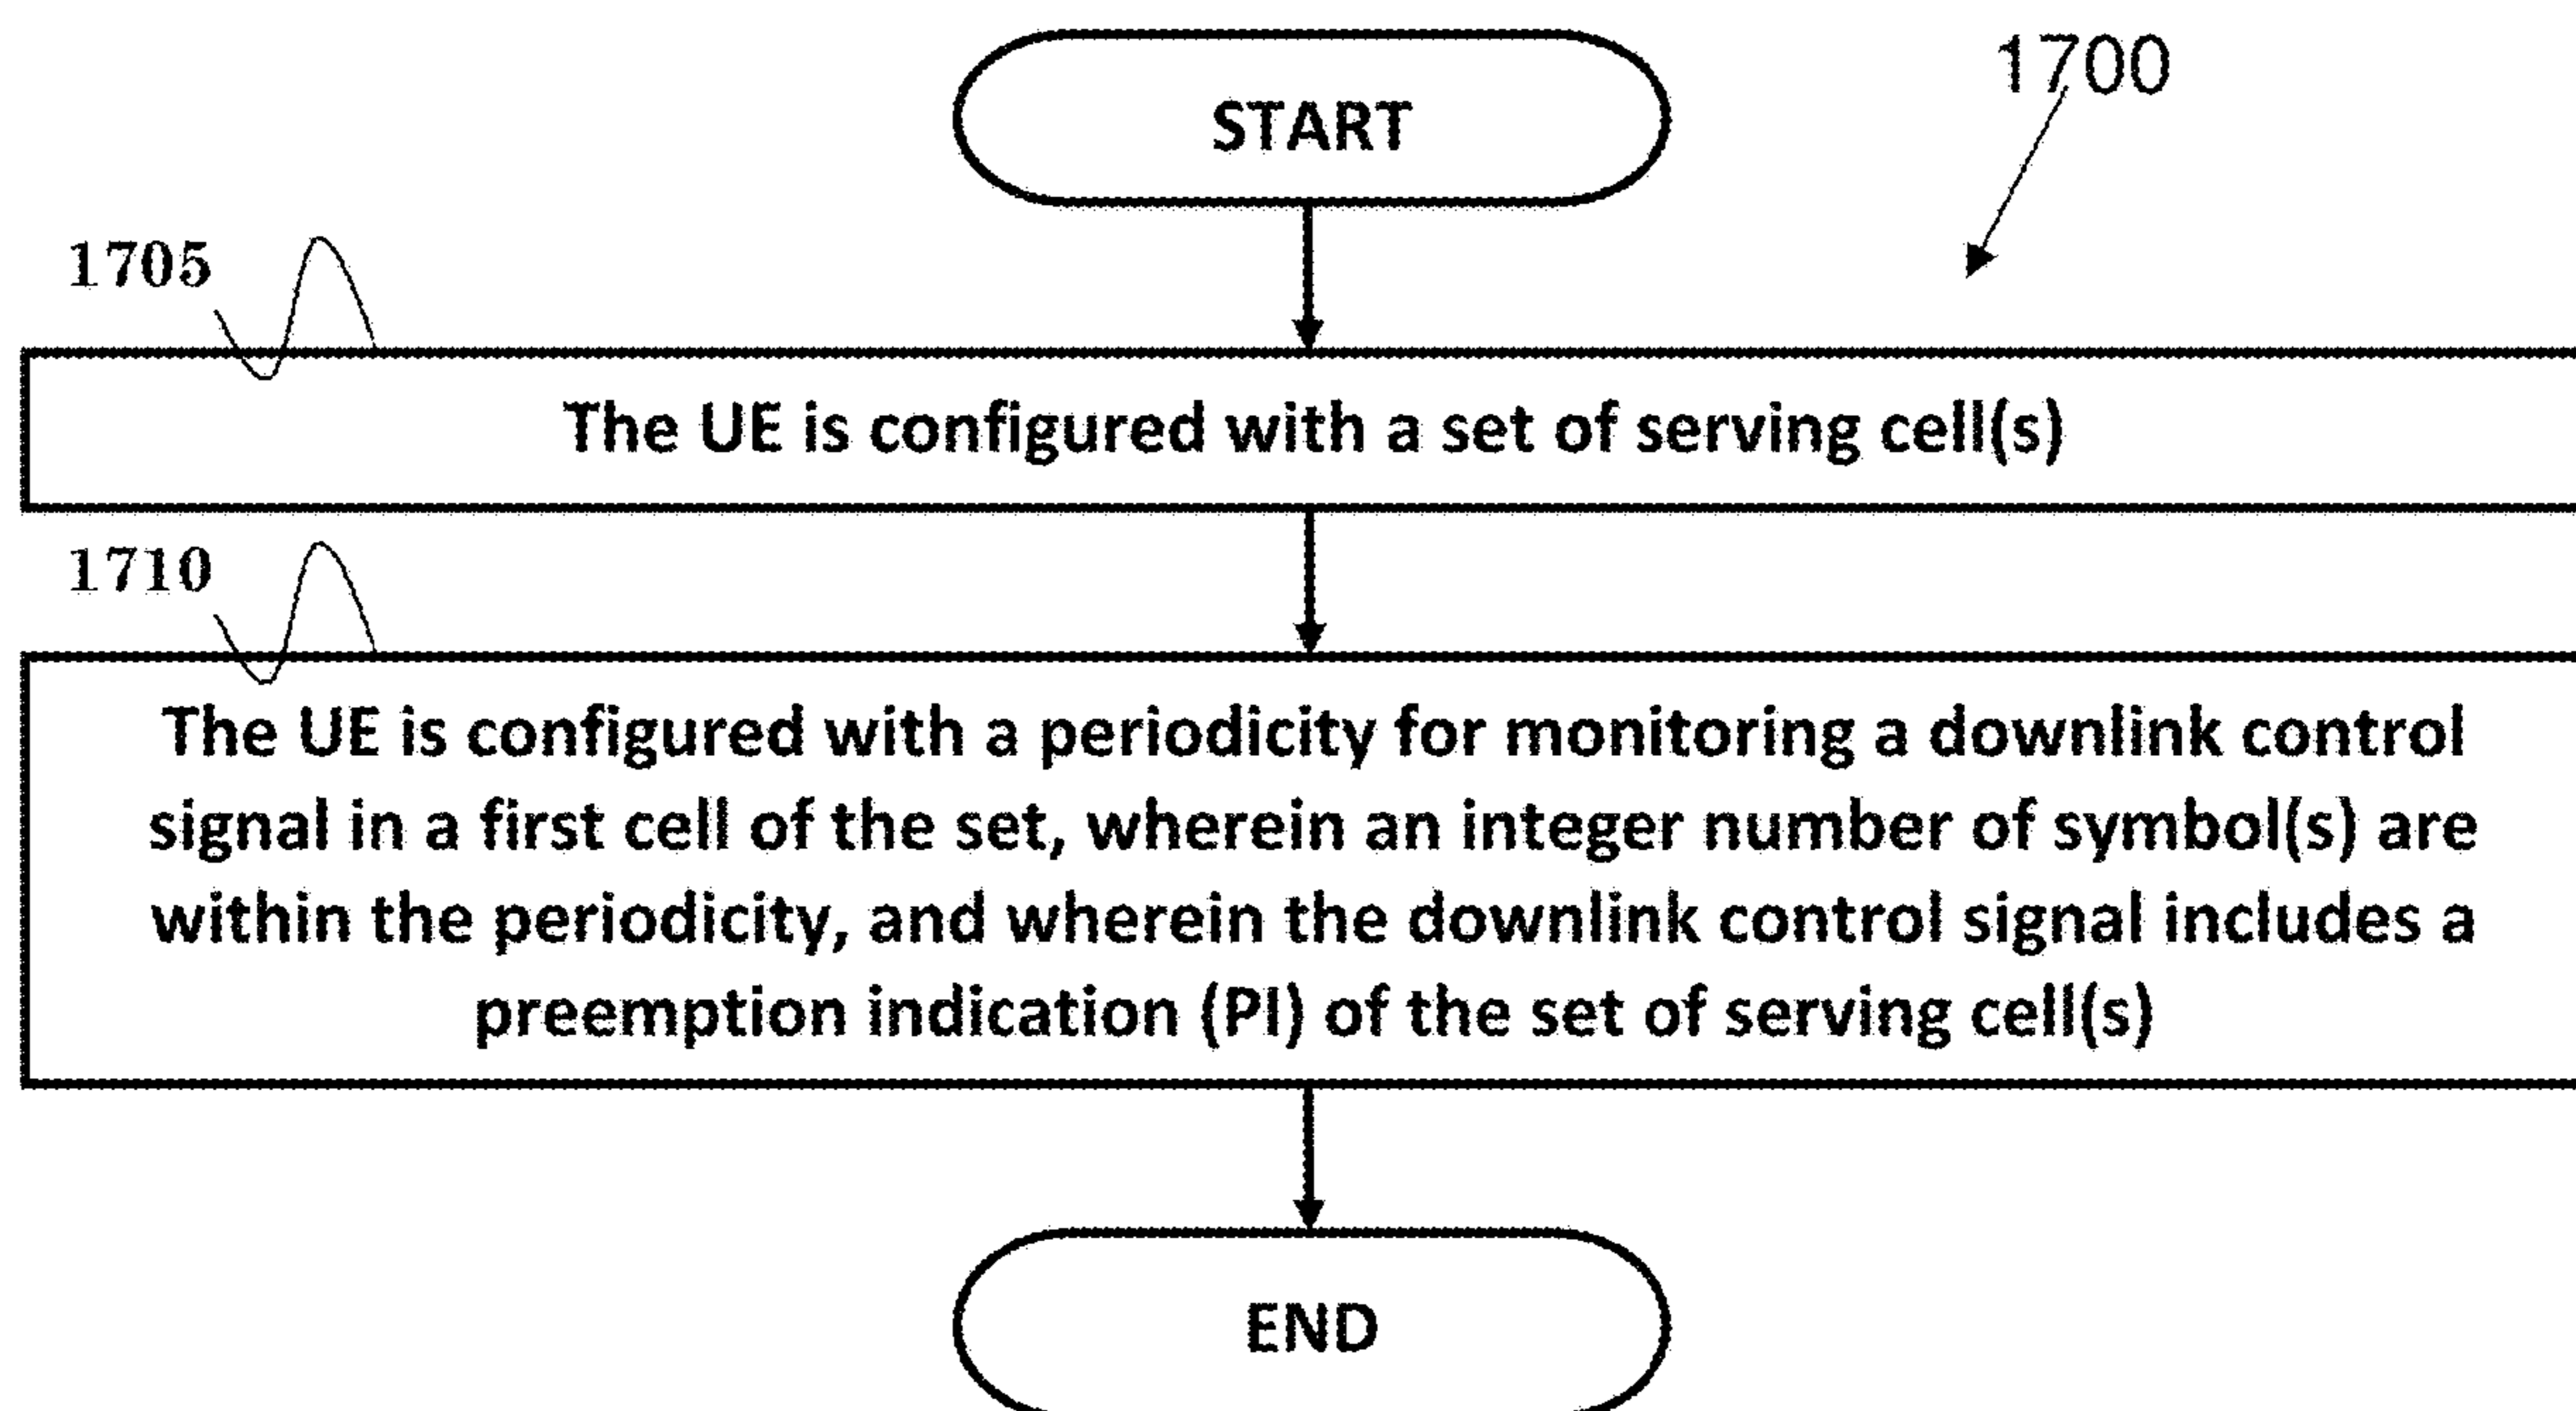 START
1700
1705
The UE is configured with a set of serving cell(s)
1710
The UE is configured with a periodicity for monitoring a downlink control
signal in a first cell of the set, wherein an integer number of symbol(s) are
within the periodicity, and wherein the downlink control signal includes a
preemption indication (PI) of the set of serving cell(s)
END